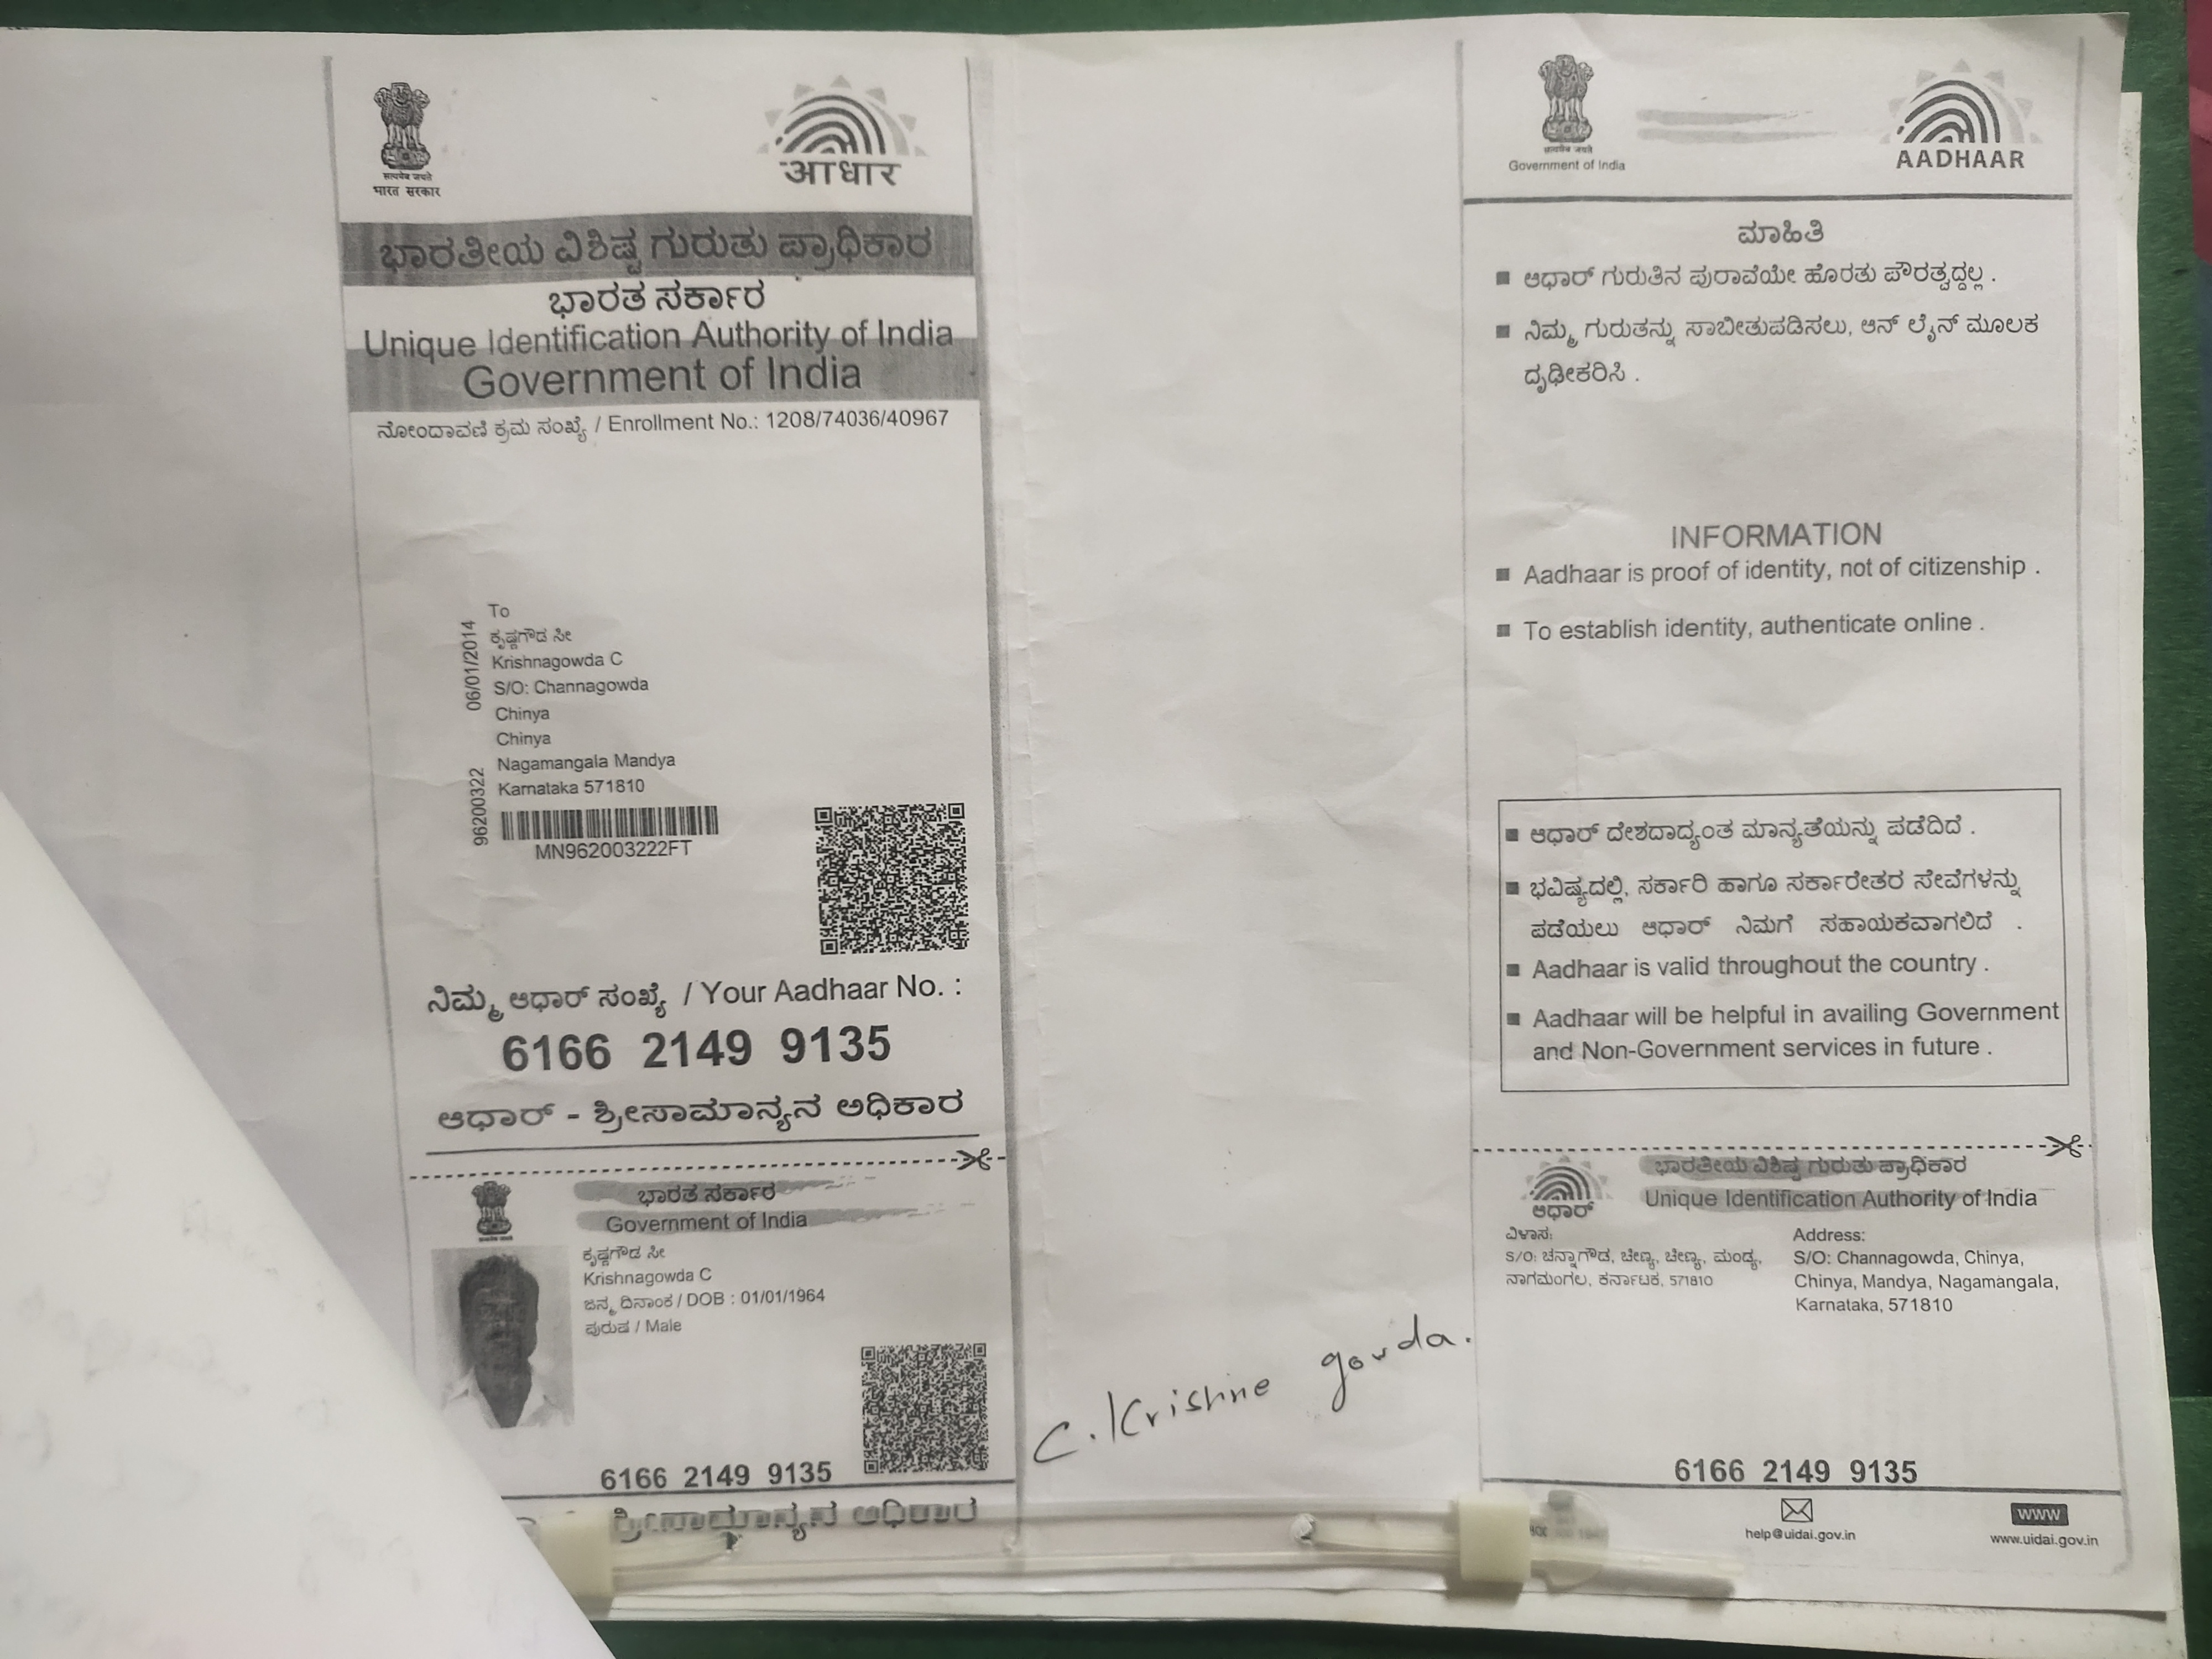 सत्यमेव जयते
भारत सरकार
आधार
ಭಾರತೀಯ ವಿಶಿಷ್ಟ ಗುರುತು ಪ್ರಾಧಿಕಾರ
ಭಾರತ ಸರ್ಕಾರ
Unique Identification Authority of India
Government of India
ನೋಂದಾವಣಿ ಕ್ರಮ ಸಂಖ್ಯೆ / Enrollment No.: 1208/74036/40967
06/01/2014
To
ಕೃಷ್ಣಗೌಡ ಸೀ
Krishnagowda C
S/O: Channagowda
Chinya
Chinya
Nagamangala Mandya
Karnataka 571810
96200322
MN962003222FT
ನಿಮ್ಮ ಆಧಾರ್ ಸಂಖ್ಯೆ / Your Aadhaar No. :
6166 2149 9135
ಆಧಾರ್ - ಶ್ರೀಸಾಮಾನ್ಯನ ಅಧಿಕಾರ
ಭಾರತ ಸರ್ಕಾರ
Government of India
ಕೃಷ್ಣಗೌಡ ಸೀ
Krishnagowda C
ಜನ್ಮ ದಿನಾಂಕ / DOB : 01/01/1964
ಪುರುಷ / Male
6166 2149 9135
ಶ್ರೀಸಾಮಾನ್ಯನ ಅಧಿಕಾರ
C. Krishne gowda.
सत्यमेव जयते
Government of India
AADHAAR
ಮಾಹಿತಿ
ಆಧಾರ್ ಗುರುತಿನ ಪುರಾವೆಯೇ ಹೊರತು ಪೌರತ್ವದ್ದಲ್ಲ .
ನಿಮ್ಮ ಗುರುತನ್ನು ಸಾಬೀತುಪಡಿಸಲು, ಆನ್ ಲೈನ್ ಮೂಲಕ
ದೃಢೀಕರಿಸಿ .
INFORMATION
Aadhaar is proof of identity, not of citizenship .
To establish identity, authenticate online .
ಆಧಾರ್ ದೇಶದಾದ್ಯಂತ ಮಾನ್ಯತೆಯನ್ನು ಪಡೆದಿದೆ .
ಭವಿಷ್ಯದಲ್ಲಿ, ಸರ್ಕಾರಿ ಹಾಗೂ ಸರ್ಕಾರೇತರ ಸೇವೆಗಳನ್ನು
ಪಡೆಯಲು ಆಧಾರ್ ನಿಮಗೆ ಸಹಾಯಕವಾಗಲಿದೆ .
Aadhaar is valid throughout the country .
Aadhaar will be helpful in availing Government
and Non-Government services in future .
ಭಾರತೀಯ ವಿಶಿಷ್ಟ ಗುರುತು ಪ್ರಾಧಿಕಾರ
Unique Identification Authority of India
ಆಧಾರ್
ವಿಳಾಸ:
S/O: ಚನ್ನಾಗೌಡ, ಚೀಣ್ಯ, ಚೀಣ್ಯ, ಮಂಡ್ಯ,
ನಾಗಮಂಗಲ, ಕರ್ನಾಟಕ, 571810
Address:
S/O: Channagowda, Chinya,
Chinya, Mandya, Nagamangala,
Karnataka, 571810
6166 2149 9135
help@uidai.gov.in
www
www.uidai.gov.in